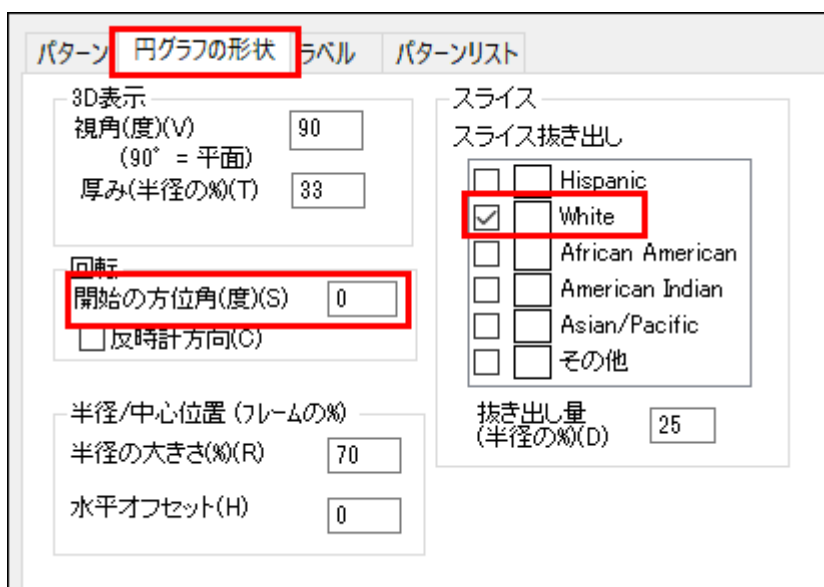 パターン 円グラフの形状 ラベル パターンリスト
3D表示
視角(度)(V) 90
(90° = 平面)
厚み(半径の%)(T) 33
回転
開始の方位角(度)(S) 0
反時計方向(C)
半径/中心位置 (フレームの%)
半径の大きさ(%)(R) 70
水平オフセット(H) 0
スライス
スライス抜き出し
Hispanic
White
African American
American Indian
Asian/Pacific
その他
抜き出し量
(半径の%)(D) 25